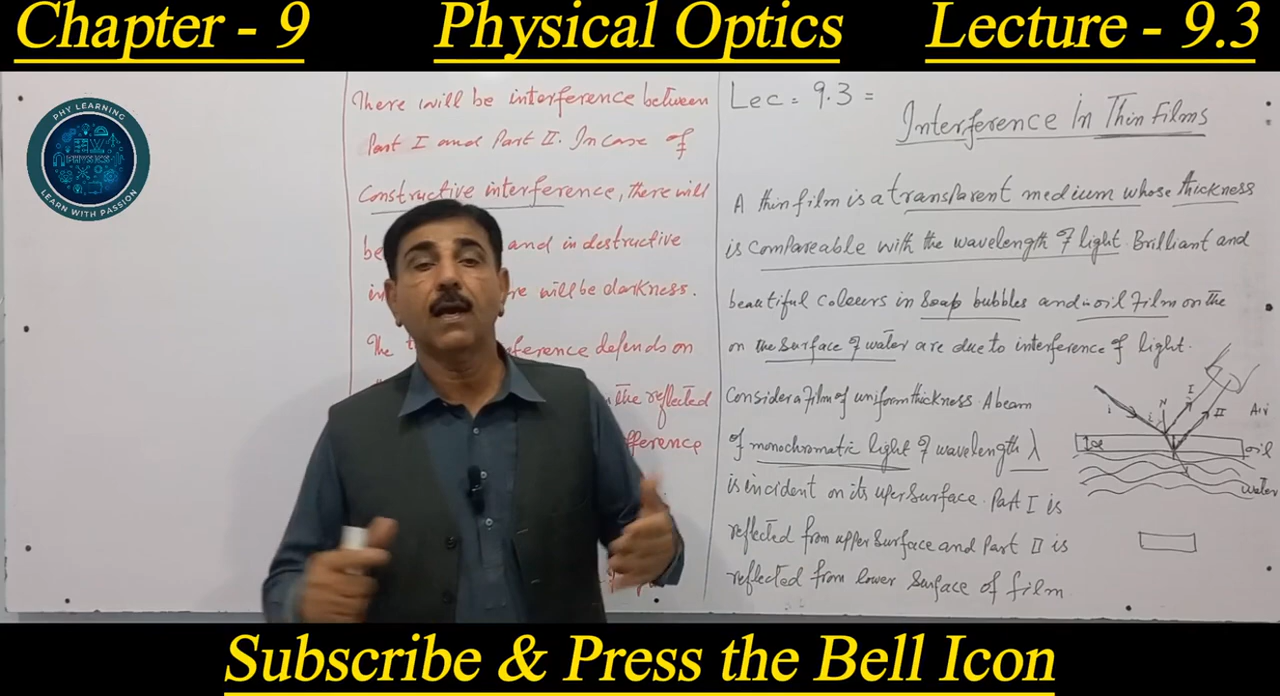 Chapter - 9
Physical Optics
Lecture - 9.3
PHY LEARNING
PHYSICS
LEARN WITH PASSION
There will be interference between
Part I and Part II. In case of
Constructive interference, there will
be and in destructive
will be darkness.
The depends on
the reflected
Lec = 9.3 =
Interference In Thin Films
A thin film is a transparent medium whose thickness
is compareable with the wavelength of light. Brilliant and
beautiful colours in soap bubbles and in oil film on the
on the surface of water are due to interference of light.
Consider a film of uniform thickness. A beam
of monochromatic light of wavelength λ
is incident on its uper surface. Part I is
reflected from upper surface and Part II is
reflected from lower surface of film
i
N
i
I
II
Air
oil
water
Subscribe & Press the Bell Icon